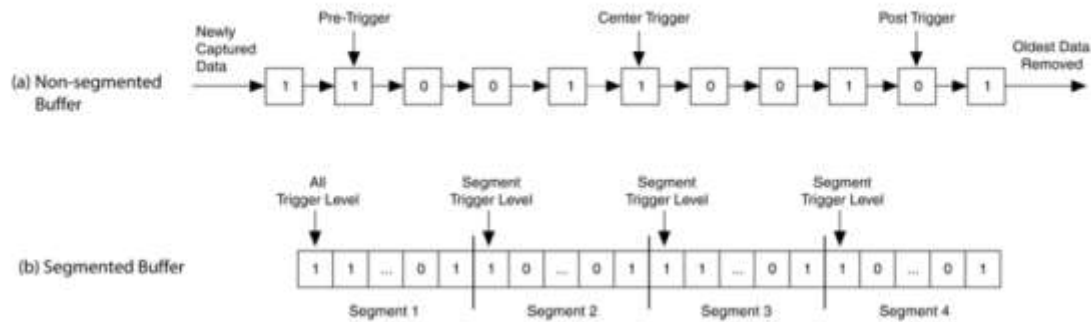 Pre-Trigger
Center Trigger
Post Trigger
Newly
Captured
Data
Oldest Data
Removed
(a) Non-segmented
Buffer
1 1 0 0 1 1 0 0 1 0 1
All
Trigger Level
Segment
Trigger Level
Segment
Trigger Level
Segment
Trigger Level
(b) Segmented Buffer
1 1 ... 0 1 1 0 ... 0 1 1 1 ... 0 1 1 0 ... 0 1
Segment 1
Segment 2
Segment 3
Segment 4